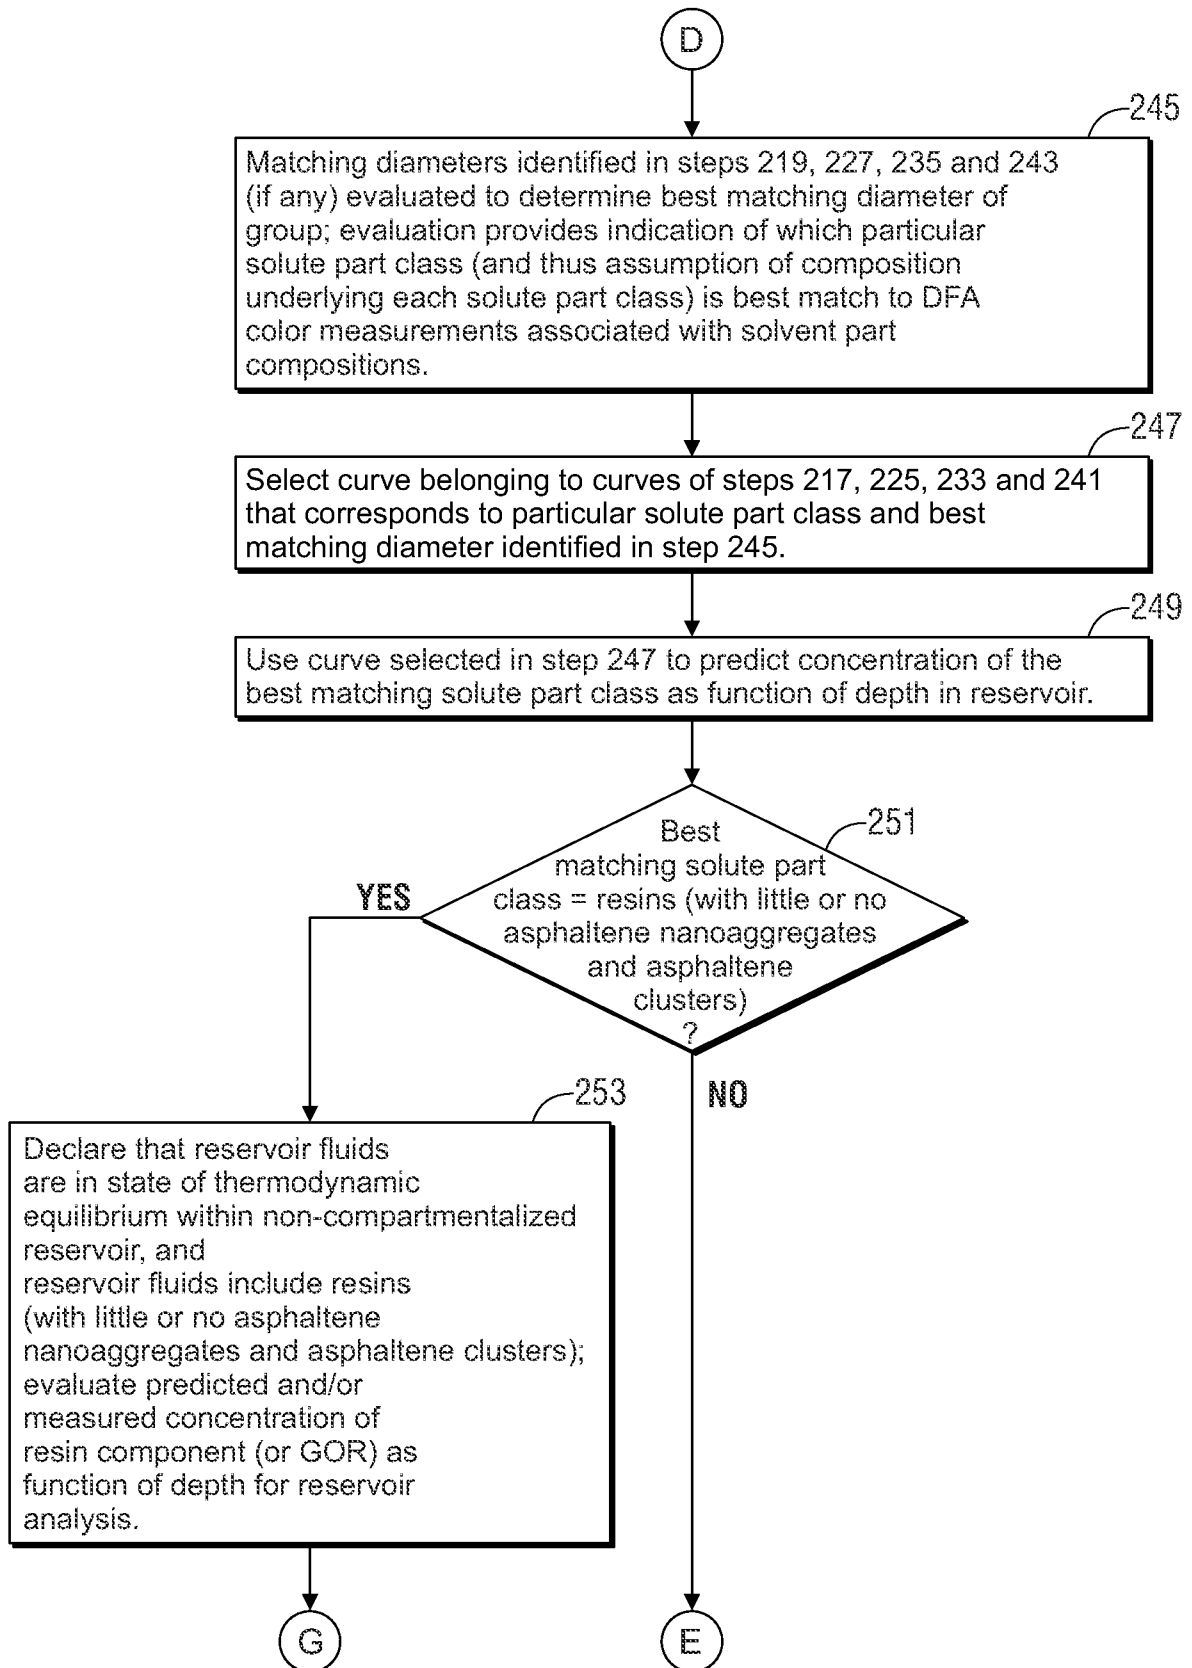 D
245
Matching diameters identified in steps 219, 227, 235 and 243
(if any) evaluated to determine best matching diameter of
group; evaluation provides indication of which particular
solute part class (and thus assumption of composition
underlying each solute part class) is best match to DFA
color measurements associated with solvent part
compositions.
247
Select curve belonging to curves of steps 217, 225, 233 and 241
that corresponds to particular solute part class and best
matching diameter identified in step 245.
249
Use curve selected in step 247 to predict concentration of the
best matching solute part class as function of depth in reservoir.
251
Best
matching solute part
class = resins (with little or no
asphaltene nanoaggregates
and asphaltene
clusters)
?
YES
NO
253
Declare that reservoir fluids
are in state of thermodynamic
equilibrium within non-compartmentalized
reservoir, and
reservoir fluids include resins
(with little or no asphaltene
nanoaggregates and asphaltene clusters);
evaluate predicted and/or
measured concentration of
resin component (or GOR) as
function of depth for reservoir
analysis.
G
E